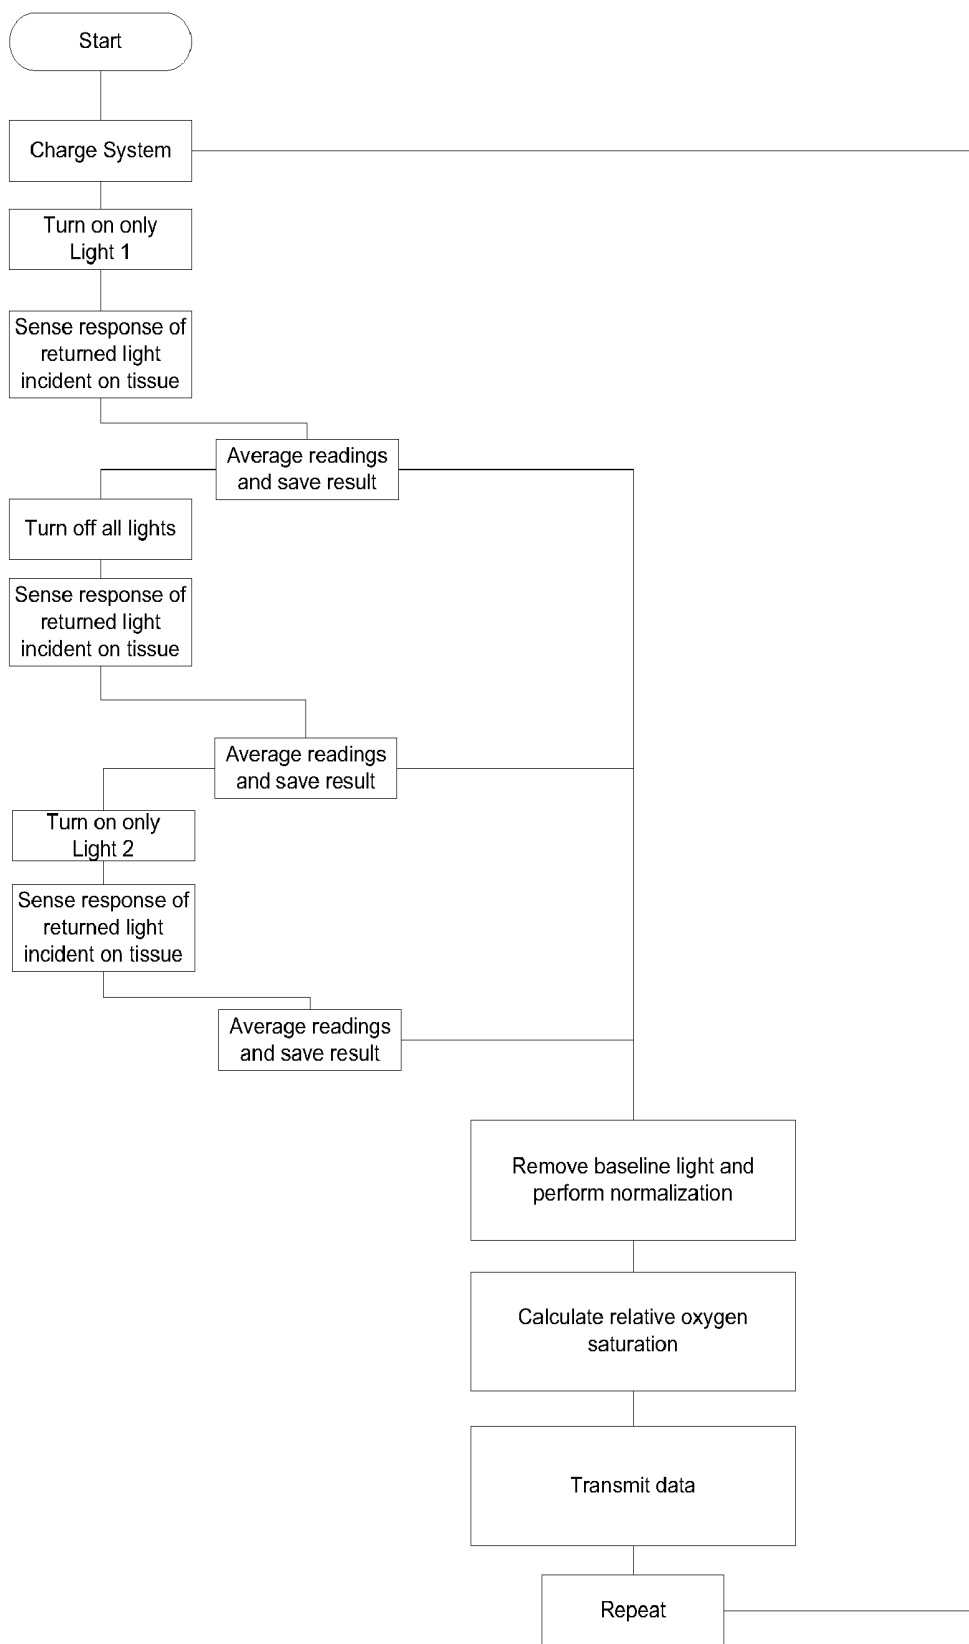 Start
Charge System
Turn on only
Light 1
Sense response of
returned light
incident on tissue
Average readings
and save result
Turn off all lights
Sense response of
returned light
incident on tissue
Average readings
and save result
Turn on only
Light 2
Sense response of
returned light
incident on tissue
Average readings
and save result
Remove baseline light and
perform normalization
Calculate relative oxygen
saturation
Transmit data
Repeat